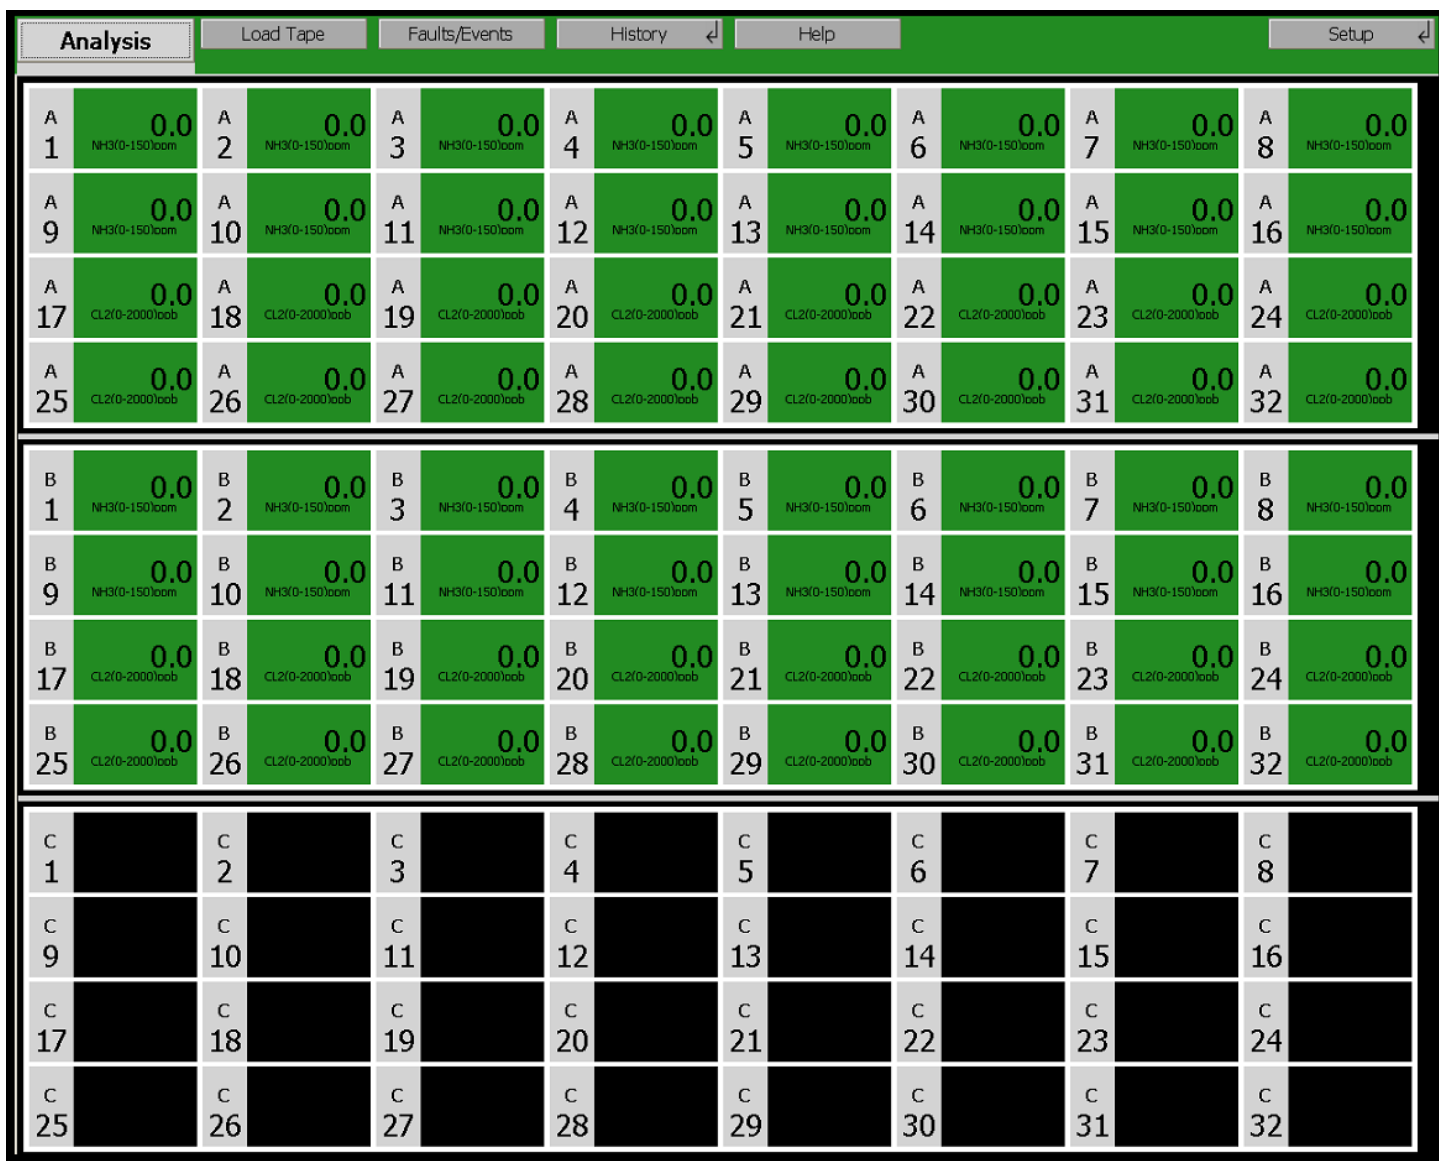 Analysis Load Tape Faults/Events History Help Setup
A 0.0 A 0.0 A 0.0 A 0.0 A 0.0 A 0.0 A 0.0 A 0.0
1 NH3(0-150)ppm 2 NH3(0-150)ppm 3 NH3(0-150)ppm 4 NH3(0-150)ppm 5 NH3(0-150)ppm 6 NH3(0-150)ppm 7 NH3(0-150)ppm 8 NH3(0-150)ppm
A 0.0 A 0.0 A 0.0 A 0.0 A 0.0 A 0.0 A 0.0 A 0.0
9 NH3(0-150)ppm 10 NH3(0-150)ppm 11 NH3(0-150)ppm 12 NH3(0-150)ppm 13 NH3(0-150)ppm 14 NH3(0-150)ppm 15 NH3(0-150)ppm 16 NH3(0-150)ppm
A 0.0 A 0.0 A 0.0 A 0.0 A 0.0 A 0.0 A 0.0 A 0.0
17 CL2(0-2000)ppb 18 CL2(0-2000)ppb 19 CL2(0-2000)ppb 20 CL2(0-2000)ppb 21 CL2(0-2000)ppb 22 CL2(0-2000)ppb 23 CL2(0-2000)ppb 24 CL2(0-2000)ppb
A 0.0 A 0.0 A 0.0 A 0.0 A 0.0 A 0.0 A 0.0 A 0.0
25 CL2(0-2000)ppb 26 CL2(0-2000)ppb 27 CL2(0-2000)ppb 28 CL2(0-2000)ppb 29 CL2(0-2000)ppb 30 CL2(0-2000)ppb 31 CL2(0-2000)ppb 32 CL2(0-2000)ppb
B 0.0 B 0.0 B 0.0 B 0.0 B 0.0 B 0.0 B 0.0 B 0.0
1 NH3(0-150)ppm 2 NH3(0-150)ppm 3 NH3(0-150)ppm 4 NH3(0-150)ppm 5 NH3(0-150)ppm 6 NH3(0-150)ppm 7 NH3(0-150)ppm 8 NH3(0-150)ppm
B 0.0 B 0.0 B 0.0 B 0.0 B 0.0 B 0.0 B 0.0 B 0.0
9 NH3(0-150)ppm 10 NH3(0-150)ppm 11 NH3(0-150)ppm 12 NH3(0-150)ppm 13 NH3(0-150)ppm 14 NH3(0-150)ppm 15 NH3(0-150)ppm 16 NH3(0-150)ppm
B 0.0 B 0.0 B 0.0 B 0.0 B 0.0 B 0.0 B 0.0 B 0.0
17 CL2(0-2000)ppb 18 CL2(0-2000)ppb 19 CL2(0-2000)ppb 20 CL2(0-2000)ppb 21 CL2(0-2000)ppb 22 CL2(0-2000)ppb 23 CL2(0-2000)ppb 24 CL2(0-2000)ppb
B 0.0 B 0.0 B 0.0 B 0.0 B 0.0 B 0.0 B 0.0 B 0.0
25 CL2(0-2000)ppb 26 CL2(0-2000)ppb 27 CL2(0-2000)ppb 28 CL2(0-2000)ppb 29 CL2(0-2000)ppb 30 CL2(0-2000)ppb 31 CL2(0-2000)ppb 32 CL2(0-2000)ppb
C C C C C C C C
1 2 3 4 5 6 7 8
C C C C C C C C
9 10 11 12 13 14 15 16
C C C C C C C C
17 18 19 20 21 22 23 24
C C C C C C C C
25 26 27 28 29 30 31 32